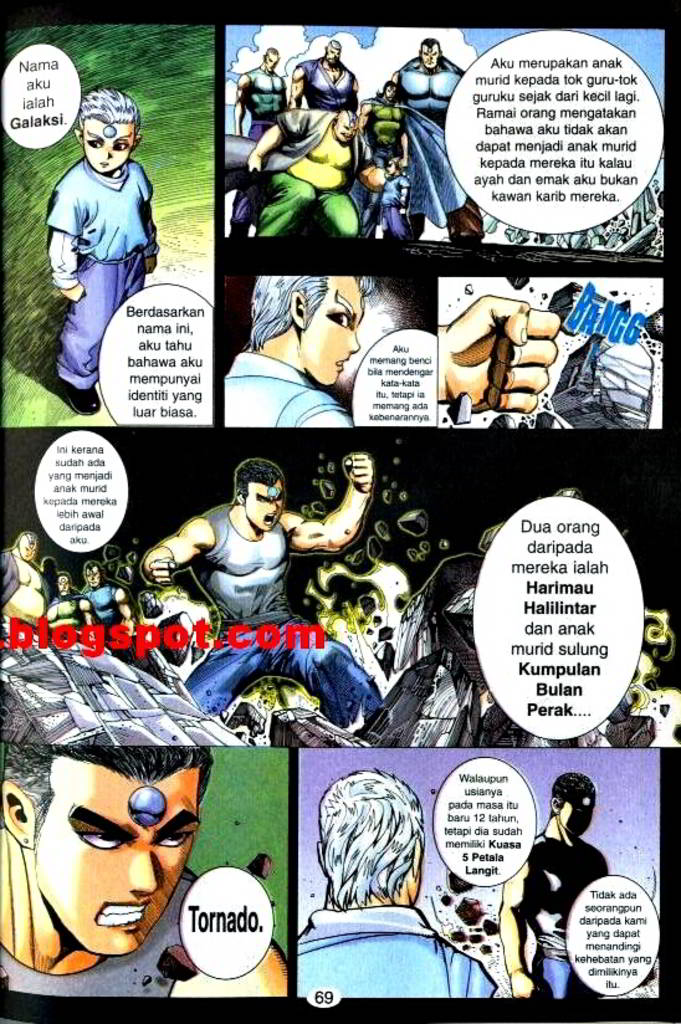 Nama
aku
ialah
Galaksi.
Berdasarkan
nama ini,
aku tahu
bahawa aku
mempunyai
identiti yang
luar biasa.
Aku merupakan anak
murid kepada tok guru-tok
guruku sejak dari kecil lagi.
Ramai orang mengatakan
bahawa aku tidak akan
dapat menjadi anak murid
kepada mereka itu kalau
ayah dan emak aku bukan
kawan karib mereka.
Aku
memang benci
bila mendengar
kata-kata
itu, tetapi ia
memang ada
kebenarannya.
BANGG
Ini kerana
sudah ada
yang menjadi
anak murid
kepada mereka
lebih awal
daripada
aku.
Dua orang
daripada
mereka ialah
Harimau
Halilintar
dan anak
murid sulung
Kumpulan
Bulan
Perak....
.blogspot.com
Tornado.
Walaupun
usianya
pada masa itu
baru 12 tahun,
tetapi dia sudah
memiliki Kuasa
5 Petala
Langit.
Tidak ada
seorangpun
daripada kami
yang dapat
menandingi
kehebatan yang
dimilikinya
itu.
69